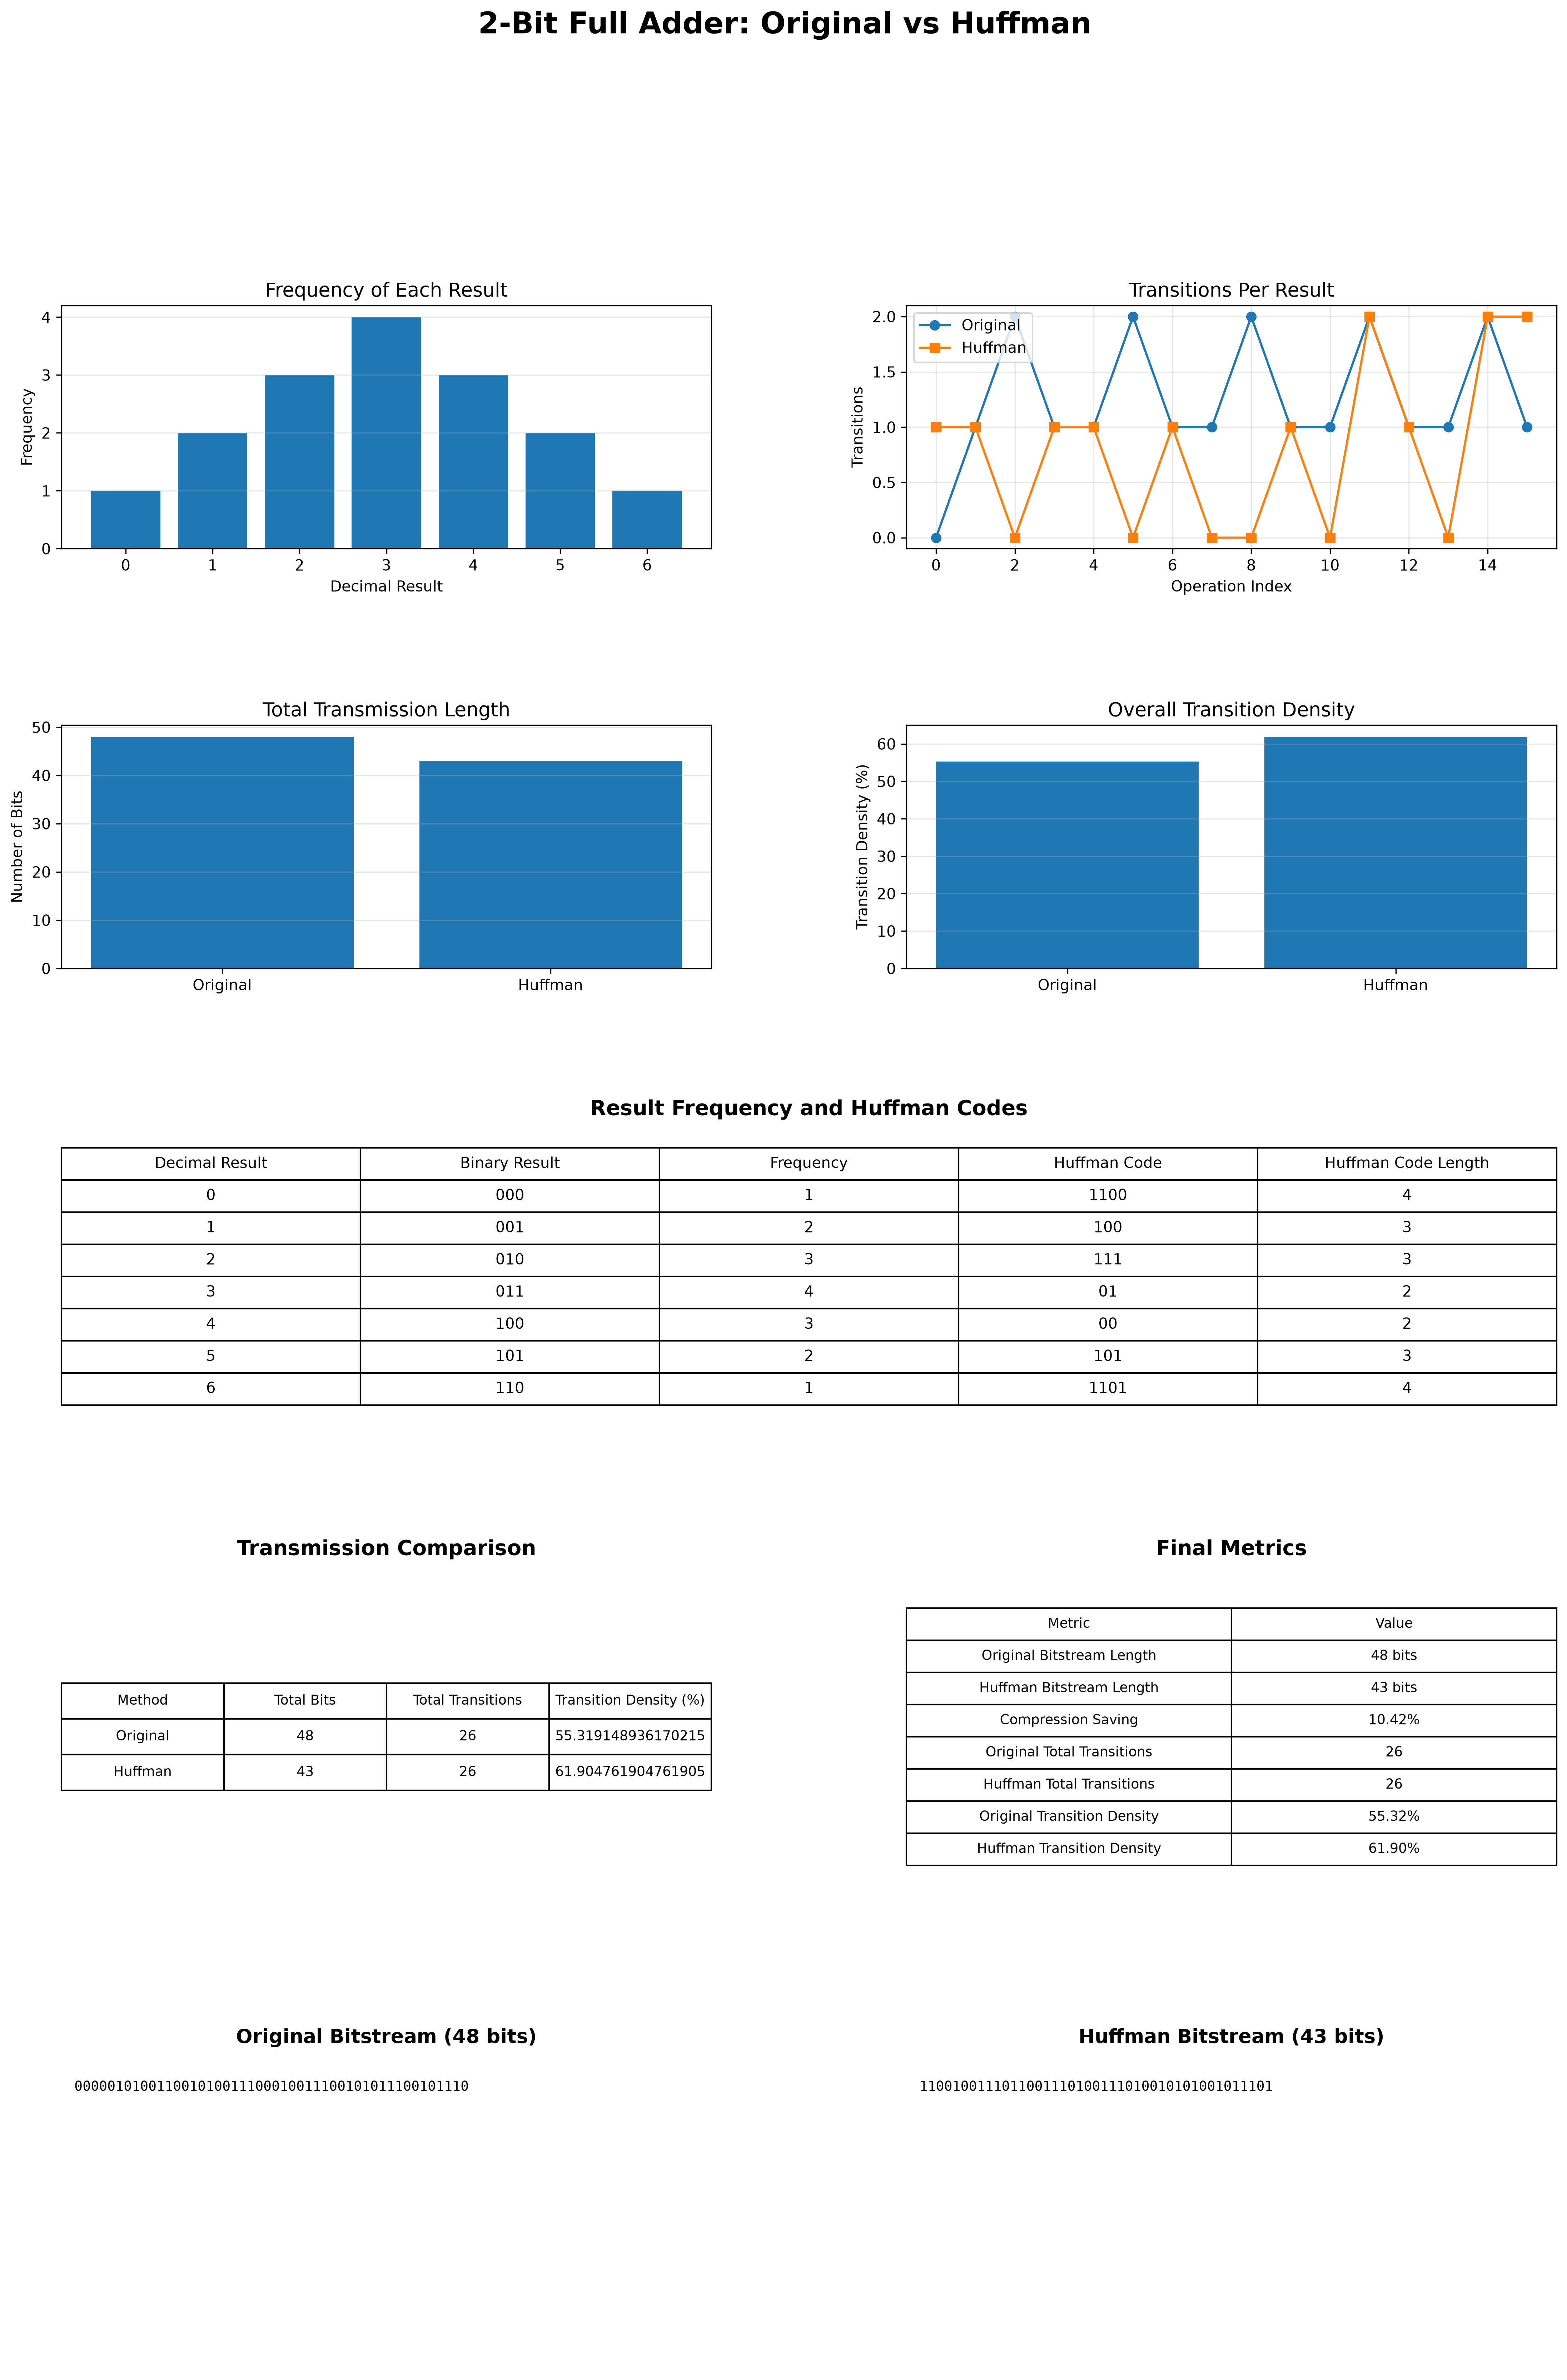 2-Bit Full Adder: Original vs Huffman
Frequency of Each Result
Frequency
4
3
2
1
0
0 1 2 3 4 5 6
Decimal Result
Transitions Per Result
Transitions
2.0
1.5
1.0
0.5
0.0
Original
Huffman
0 2 4 6 8 10 12 14
Operation Index
Total Transmission Length
Number of Bits
50
40
30
20
10
0
Original Huffman
Overall Transition Density
Transition Density (%)
60
50
40
30
20
10
0
Original Huffman
Result Frequency and Huffman Codes
Decimal Result Binary Result Frequency Huffman Code Huffman Code Length
0 000 1 1100 4
1 001 2 100 3
2 010 3 111 3
3 011 4 01 2
4 100 3 00 2
5 101 2 101 3
6 110 1 1101 4
Transmission Comparison
Method Total Bits Total Transitions Transition Density (%)
Original 48 26 55.319148936170215
Huffman 43 26 61.904761904761905
Final Metrics
Metric Value
Original Bitstream Length 48 bits
Huffman Bitstream Length 43 bits
Compression Saving 10.42%
Original Total Transitions 26
Huffman Total Transitions 26
Original Transition Density 55.32%
Huffman Transition Density 61.90%
Original Bitstream (48 bits)
000001010011001010011100010011100101011100101110
Huffman Bitstream (43 bits)
1100100111011001110100111010010101001011101